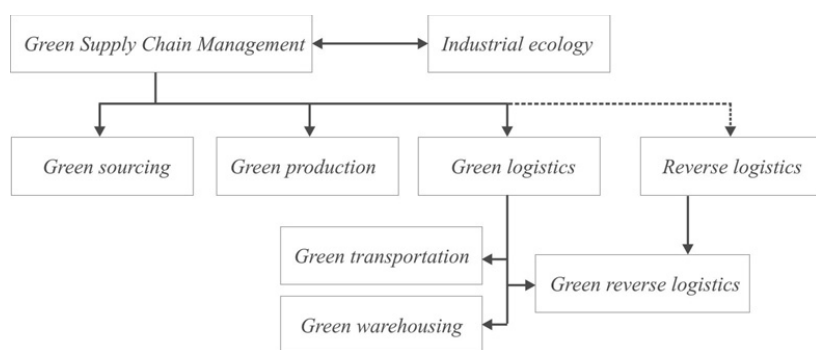 Green Supply Chain Management
Industrial ecology
Green sourcing
Green production
Green logistics
Reverse logistics
Green transportation
Green reverse logistics
Green warehousing